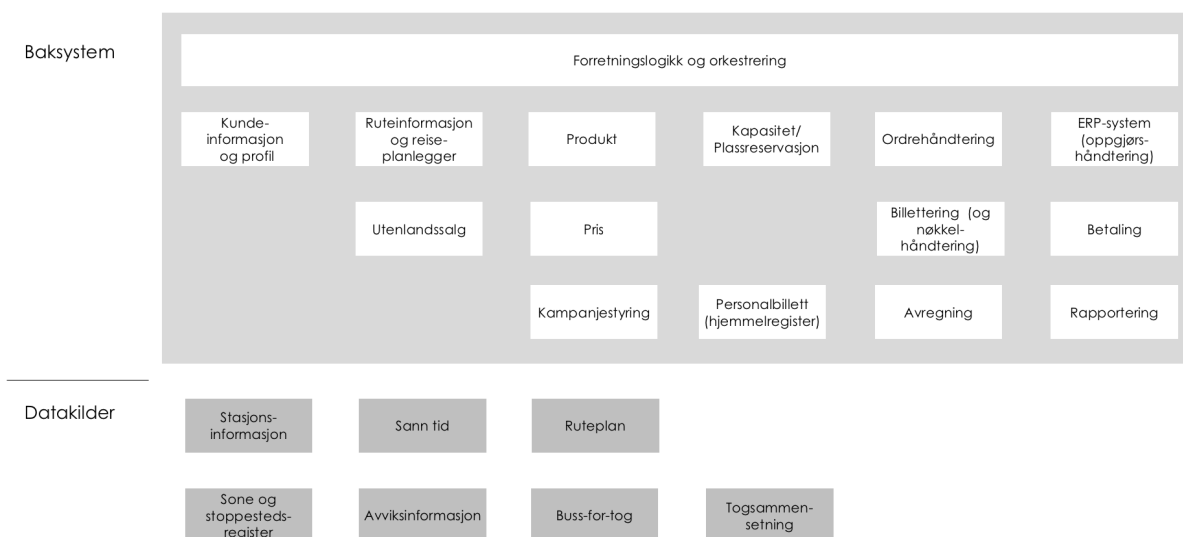 Baksystem
Forretningslogikk og orkestrering
Kunde-
informasjon
og profil
Ruteinformasjon
og reise-
planlegger
Produkt
Kapasitet/
Plassreservasjon
Ordrehåndtering
ERP-system
(oppgjørs-
håndtering)
Utenlandssalg
Pris
Billettering (og
nøkkel-
håndtering)
Betaling
Kampanjestyring
Personalbillett
(hjemmelregister)
Avregning
Rapportering
Datakilder
Stasjons-
informasjon
Sann tid
Ruteplan
Sone og
stoppesteds-
register
Avviksinformasjon
Buss-for-tog
Togsammen-
setning